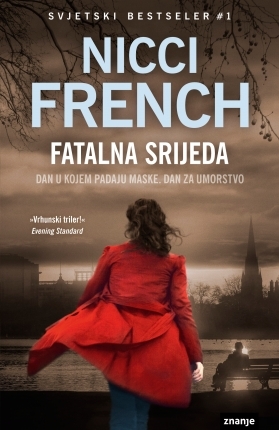 SVJETSKI BESTSELER #1
NICCI
FRENCH
FATALNA SRIJEDA
DAN U KOJEM PADAJU MASKE. DAN ZA UMORSTVO
»Vrhunski triler!«
Evening Standard
znanje